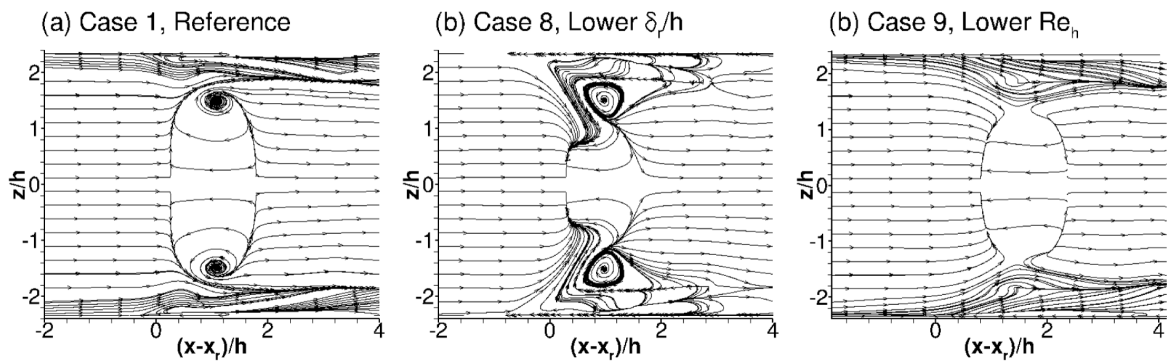 (a) Case 1, Reference
(b) Case 8, Lower δr/h
(b) Case 9, Lower Reh
z/h
2
1
0
-1
-2
-2 0 2 4
(x-xr)/h
z/h
2
1
0
-1
-2
-2 0 2 4
(x-xr)/h
z/h
2
1
0
-1
-2
0 2 4
(x-xr)/h